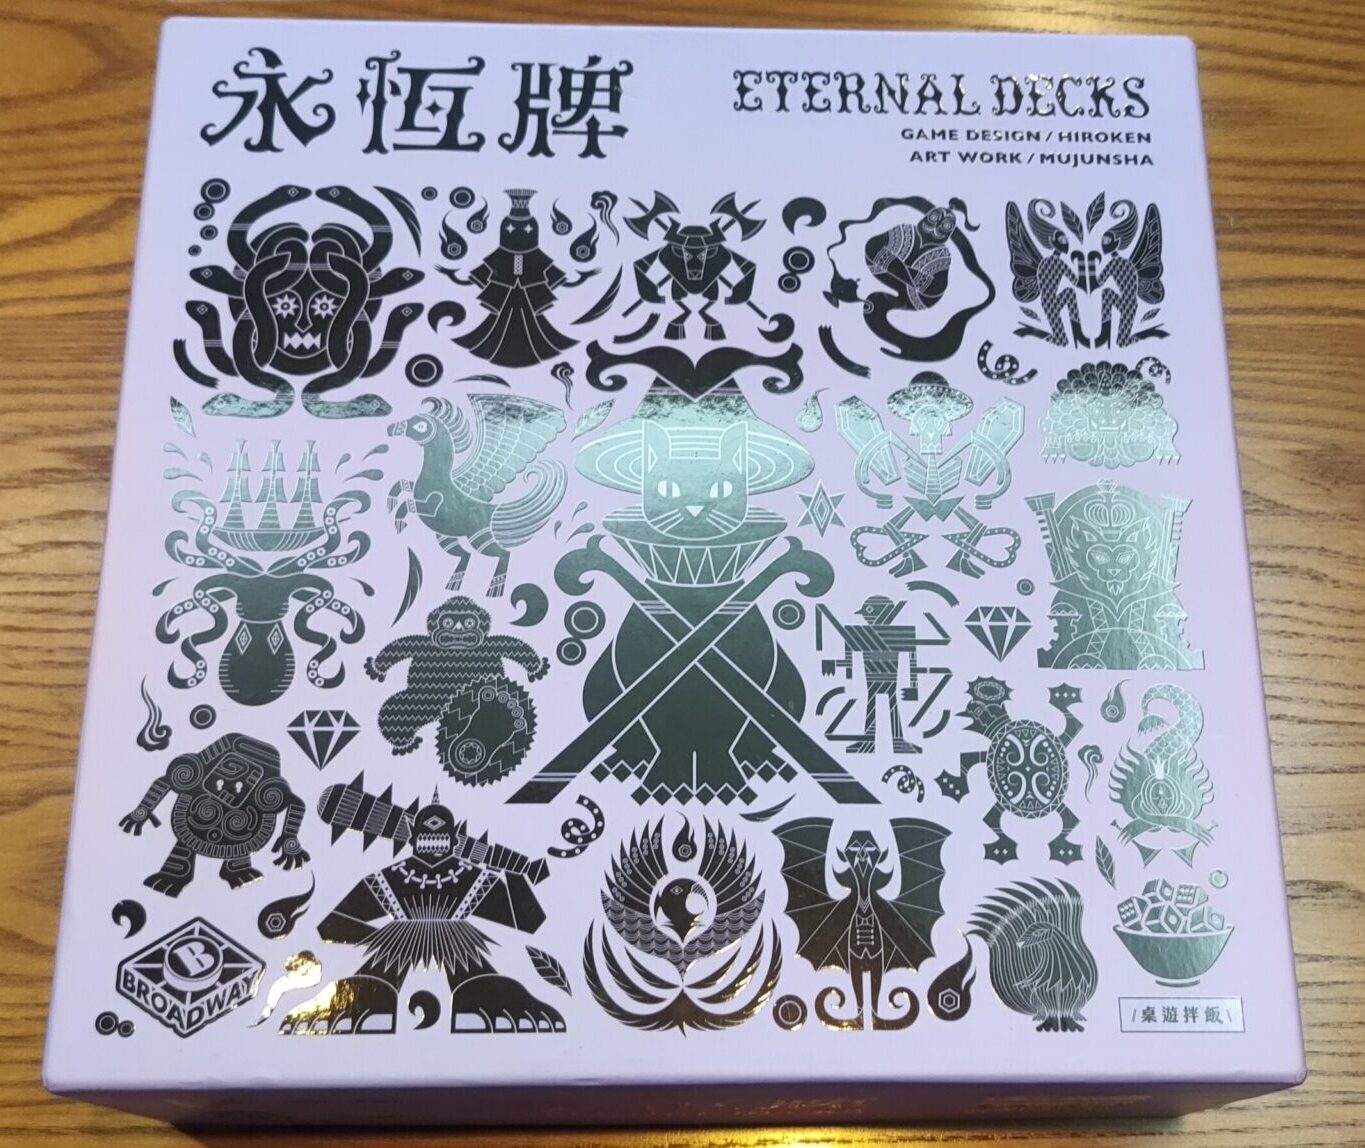 永恆牌
ETERNAL DECKS
GAME DESIGN / HIROKEN
ART WORK / MUJUNSHA
B
BROADWAY
/桌遊拌飯\